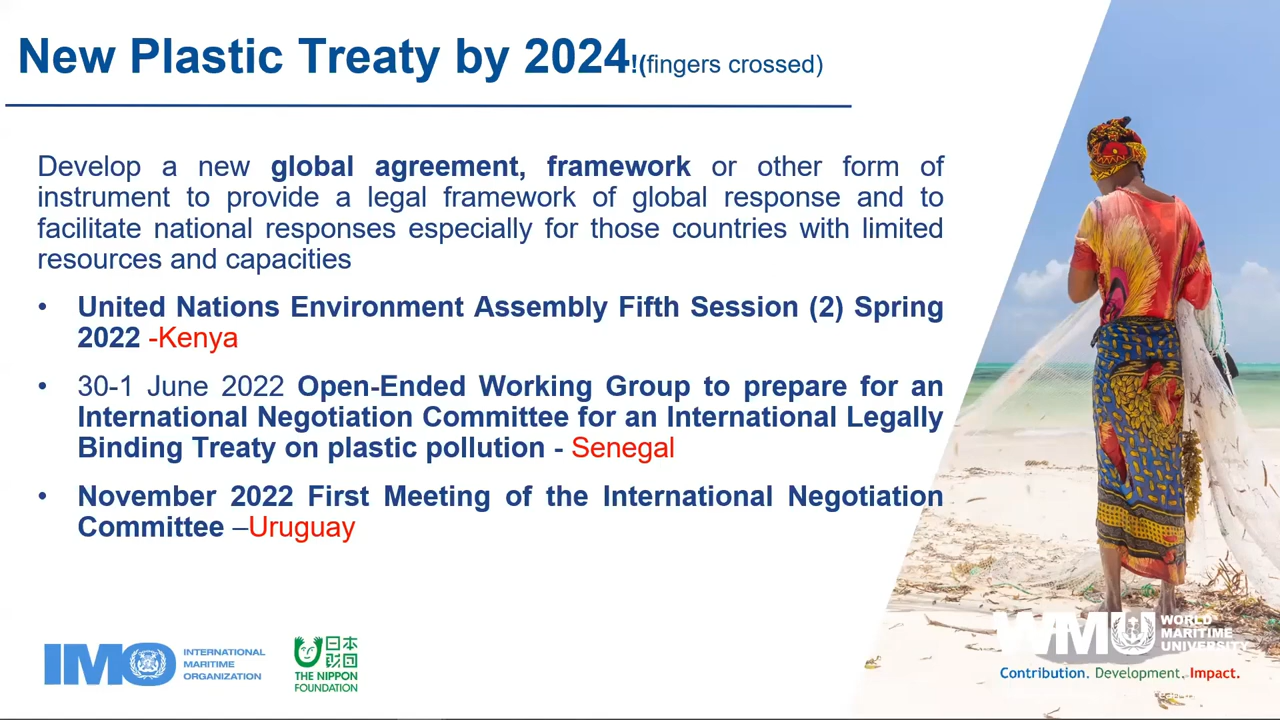 New Plastic Treaty by 2024!(fingers crossed)
Develop a new global agreement, framework or other form of
instrument to provide a legal framework of global response and to
facilitate national responses especially for those countries with limited
resources and capacities
• United Nations Environment Assembly Fifth Session (2) Spring
2022 -Kenya
• 30-1 June 2022 Open-Ended Working Group to prepare for an
International Negotiation Committee for an International Legally
Binding Treaty on plastic pollution - Senegal
• November 2022 First Meeting of the International Negotiation
Committee –Uruguay
IMO
INTERNATIONAL
MARITIME
ORGANIZATION
日本
財団
THE NIPPON
FOUNDATION
WMU
WORLD
MARITIME
UNIVERSITY
Contribution. Development. Impact.